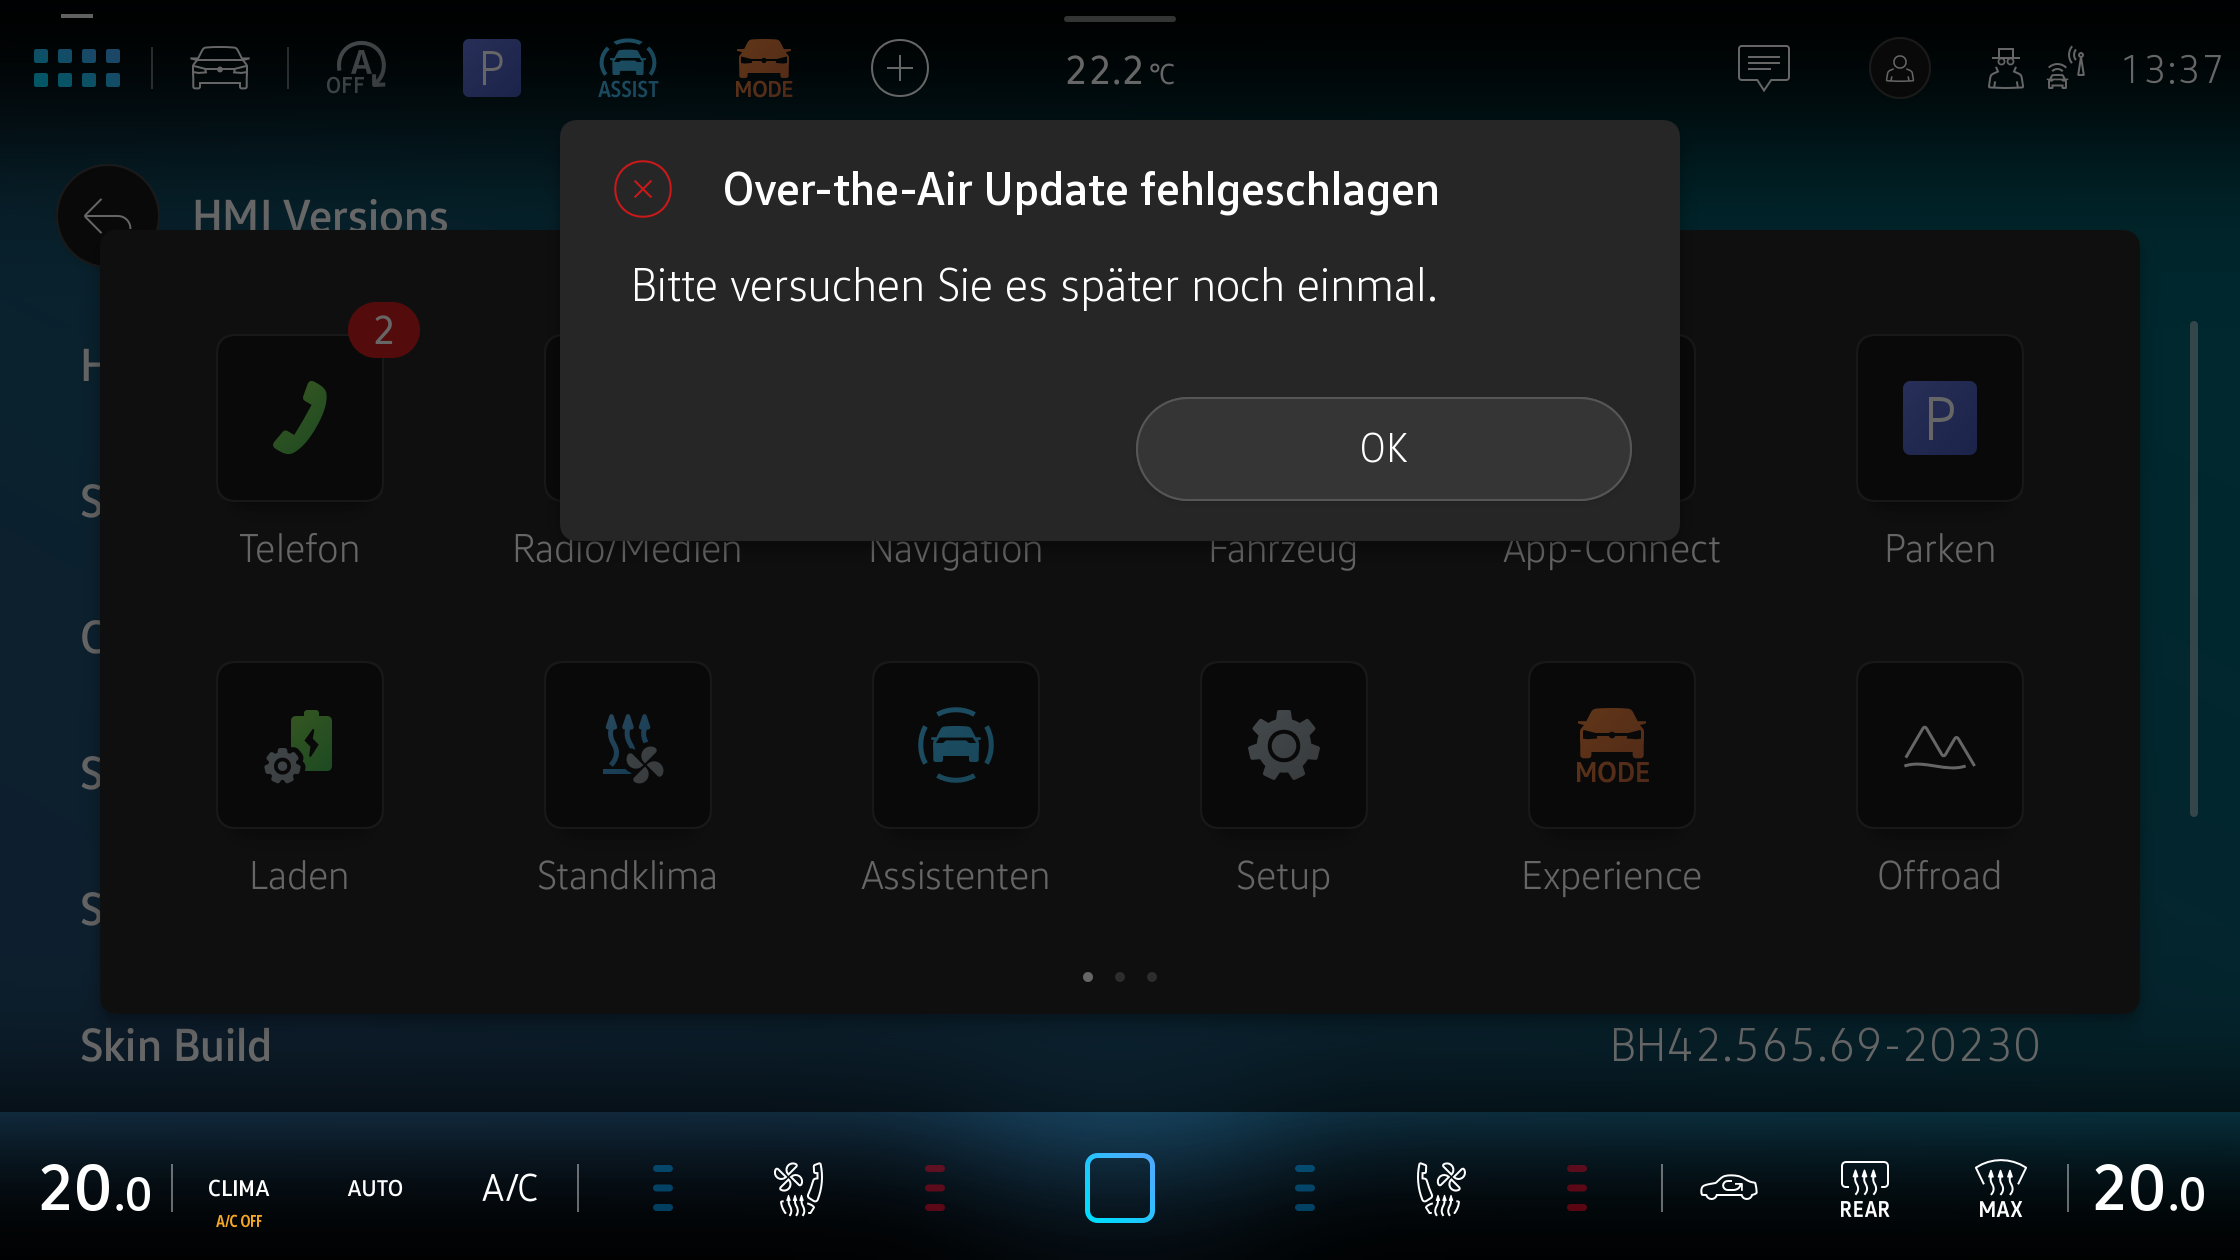 A
OFF
P
ASSIST
MODE
22.2 °C
13:37
HMI Versions
Over-the-Air Update fehlgeschlagen
Bitte versuchen Sie es später noch einmal.
OK
2
P
Telefon
Radio/Medien
Navigation
Fahrzeug
App-Connect
Parken
MODE
Laden
Standklima
Assistenten
Setup
Experience
Offroad
Skin Build
BH42.565.69-20230
20.0
CLIMA
A/C OFF
AUTO
A/C
REAR
MAX
20.0